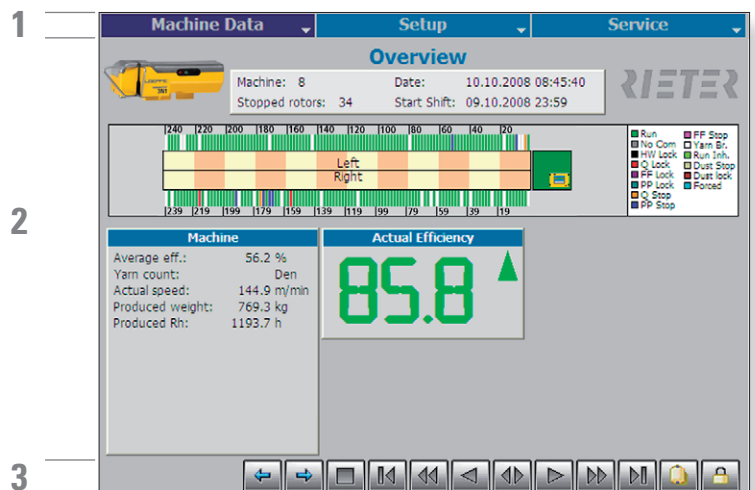 1
Machine Data Setup Service
Overview
LOEPFE
RIETER
Machine: 8 Date: 10.10.2008 08:45:40
Stopped rotors: 34 Start Shift: 09.10.2008 23:59
240 220 200 180 160 140 120 100 80 60 40 20
Left
Right
239 219 199 179 159 139 119 99 79 59 39 19
Run FF Stop
No Com Yarn Br.
HW Lock Run Inh.
Q Lock Dust Stop
FF Lock Dust lock
PP Lock Forced
Q Stop
PP Stop
2
Machine
Average eff.: 56.2 %
Yarn count: Den
Actual speed: 144.9 m/min
Produced weight: 769.3 kg
Produced Rh: 1193.7 h
Actual Efficiency
85.8
3